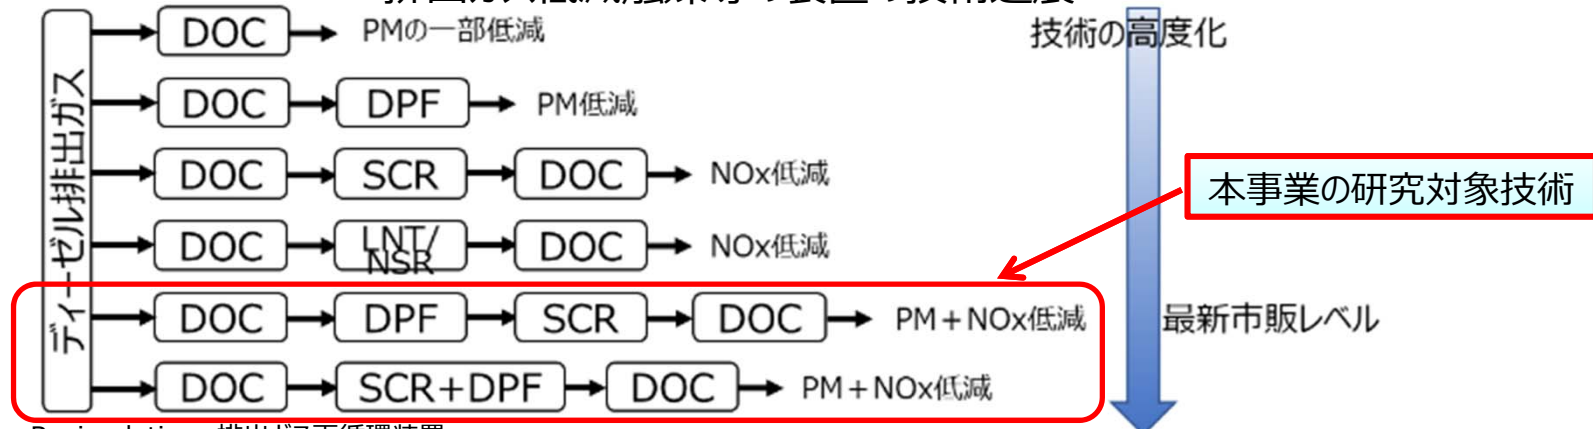 技術の高度化
ディーゼル排出ガス
DOC PMの一部低減
DOC DPF PM低減
DOC SCR DOC NOx低減
DOC LNT/NSR DOC NOx低減
DOC DPF SCR DOC PM+NOx低減
DOC SCR+DPF DOC PM+NOx低減
本事業の研究対象技術
最新市販レベル